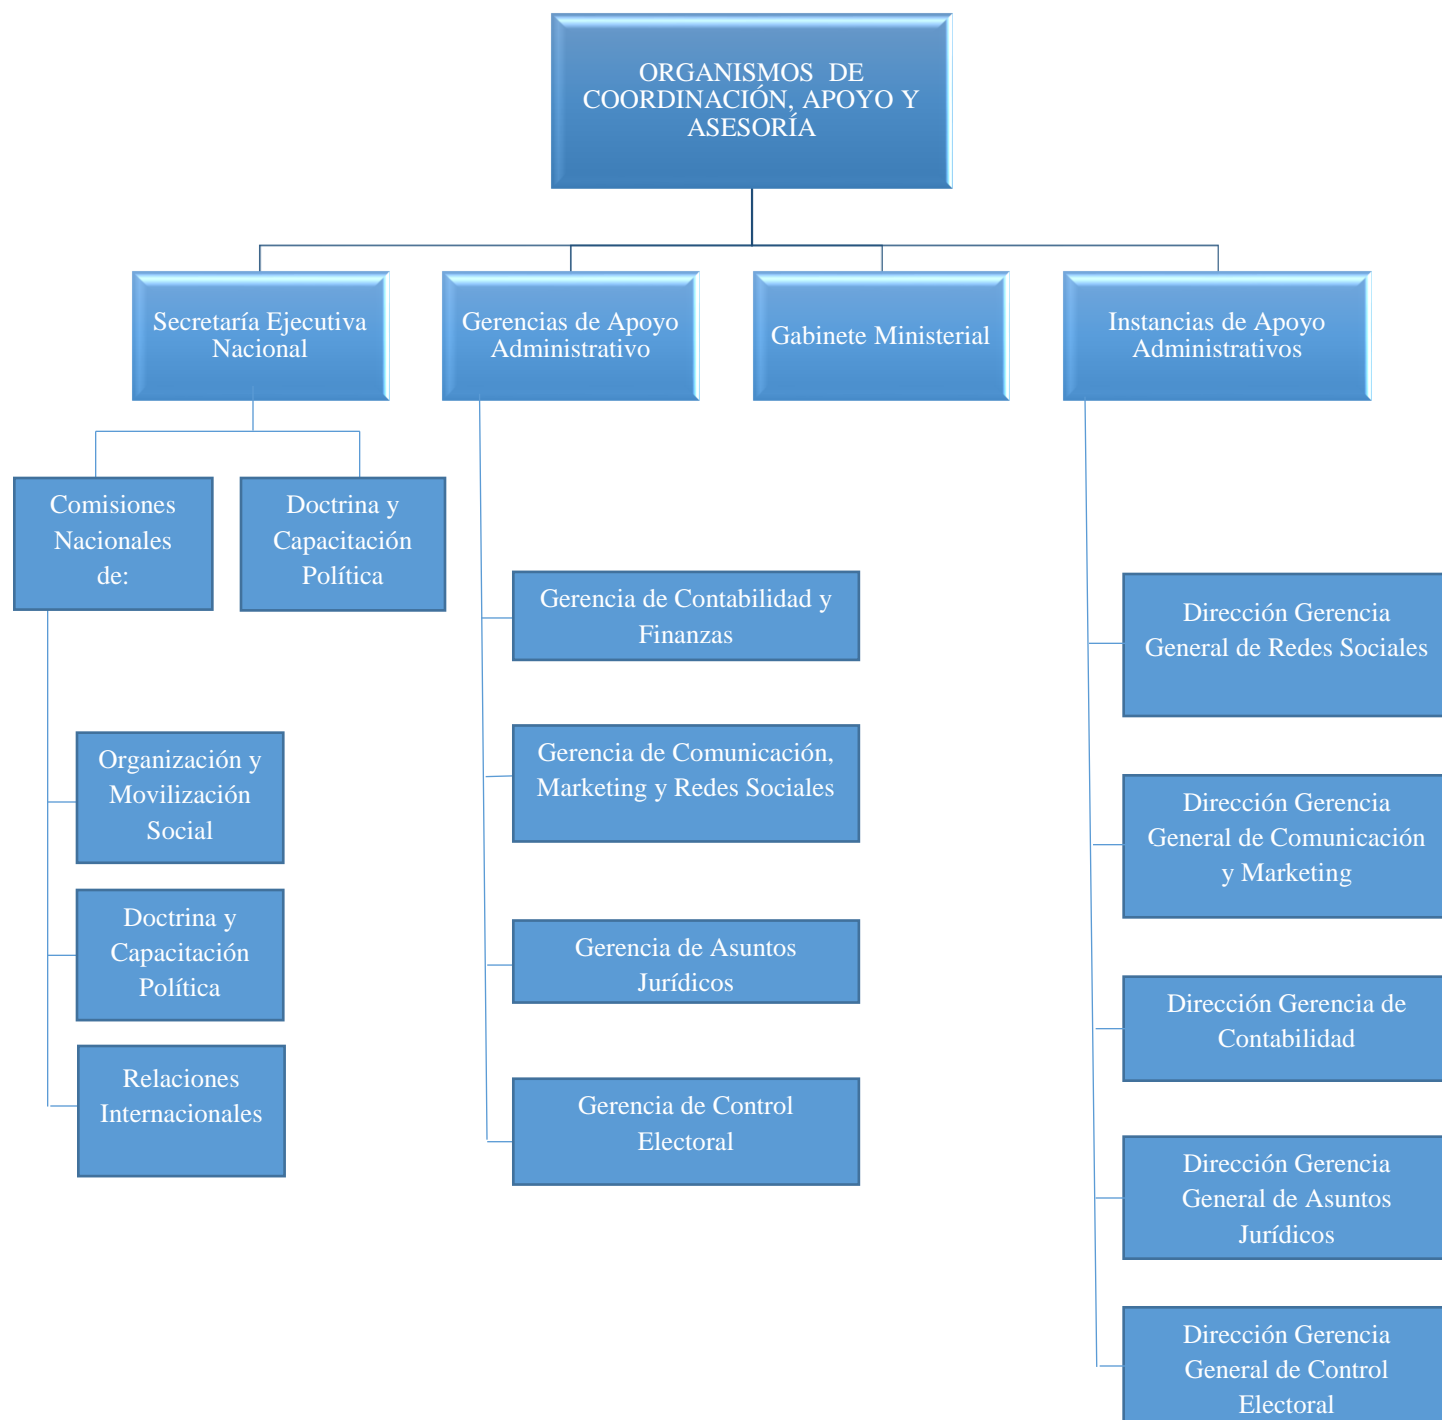 ORGANISMOS DE
COORDINACIÓN, APOYO Y
ASESORÍA
Secretaría Ejecutiva
Nacional
Gerencias de Apoyo
Administrativo
Gabinete Ministerial
Instancias de Apoyo
Administrativos
Comisiones
Nacionales
de:
Doctrina y
Capacitación
Política
Organización y
Movilización
Social
Doctrina y
Capacitación
Política
Relaciones
Internacionales
Gerencia de Contabilidad y
Finanzas
Gerencia de Comunicación,
Marketing y Redes Sociales
Gerencia de Asuntos
Jurídicos
Gerencia de Control
Electoral
Dirección Gerencia
General de Redes Sociales
Dirección Gerencia
General de Comunicación
y Marketing
Dirección Gerencia de
Contabilidad
Dirección Gerencia
General de Asuntos
Jurídicos
Dirección Gerencia
General de Control
Electoral